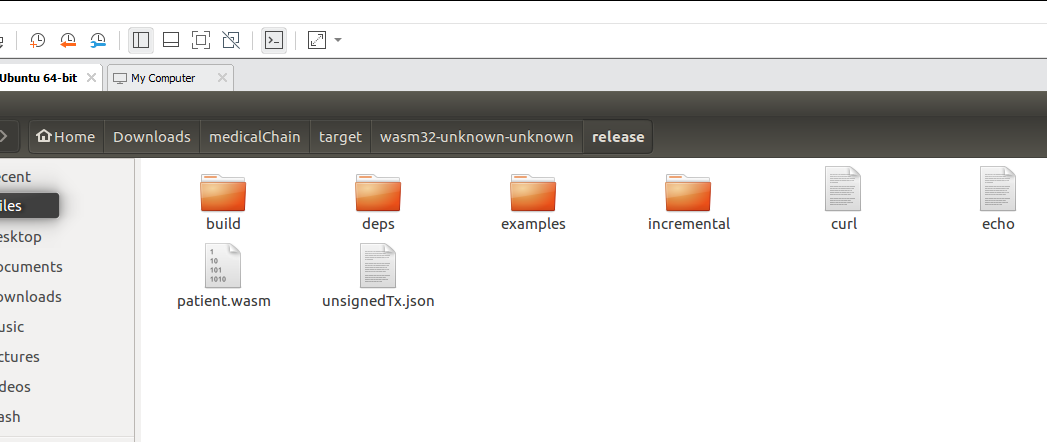 Ubuntu 64-bit
My Computer
Home Downloads medicalChain target wasm32-unknown-unknown release
ecent
iles
esktop
ocuments
ownloads
usic
ctures
deos
ash
build deps examples incremental curl echo
1
10
101
1010
patient.wasm unsignedTx.json